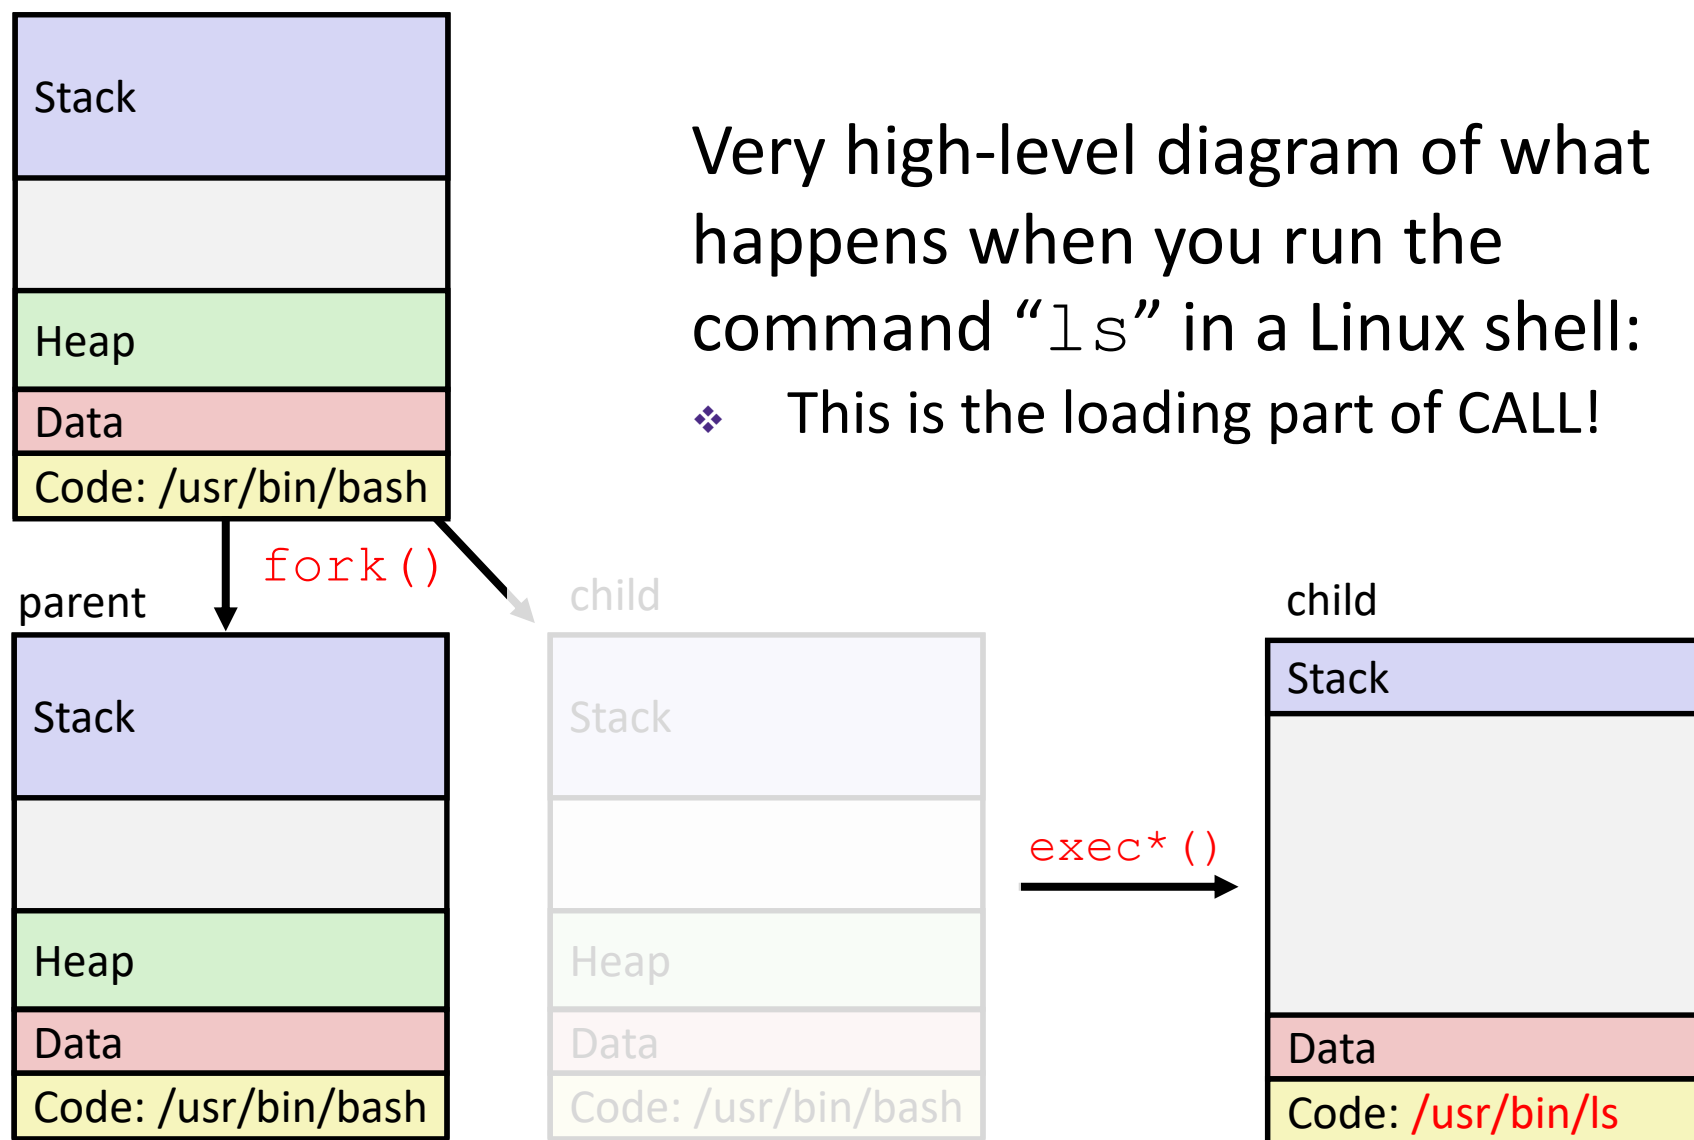 Stack
Heap
Data
Code: /usr/bin/bash
Very high-level diagram of what
happens when you run the
command “ls” in a Linux shell:
❖ This is the loading part of CALL!
fork()
parent
Stack
Heap
Data
Code: /usr/bin/bash
child
Stack
Heap
Data
Code: /usr/bin/bash
exec*()
child
Stack
Data
Code: /usr/bin/ls